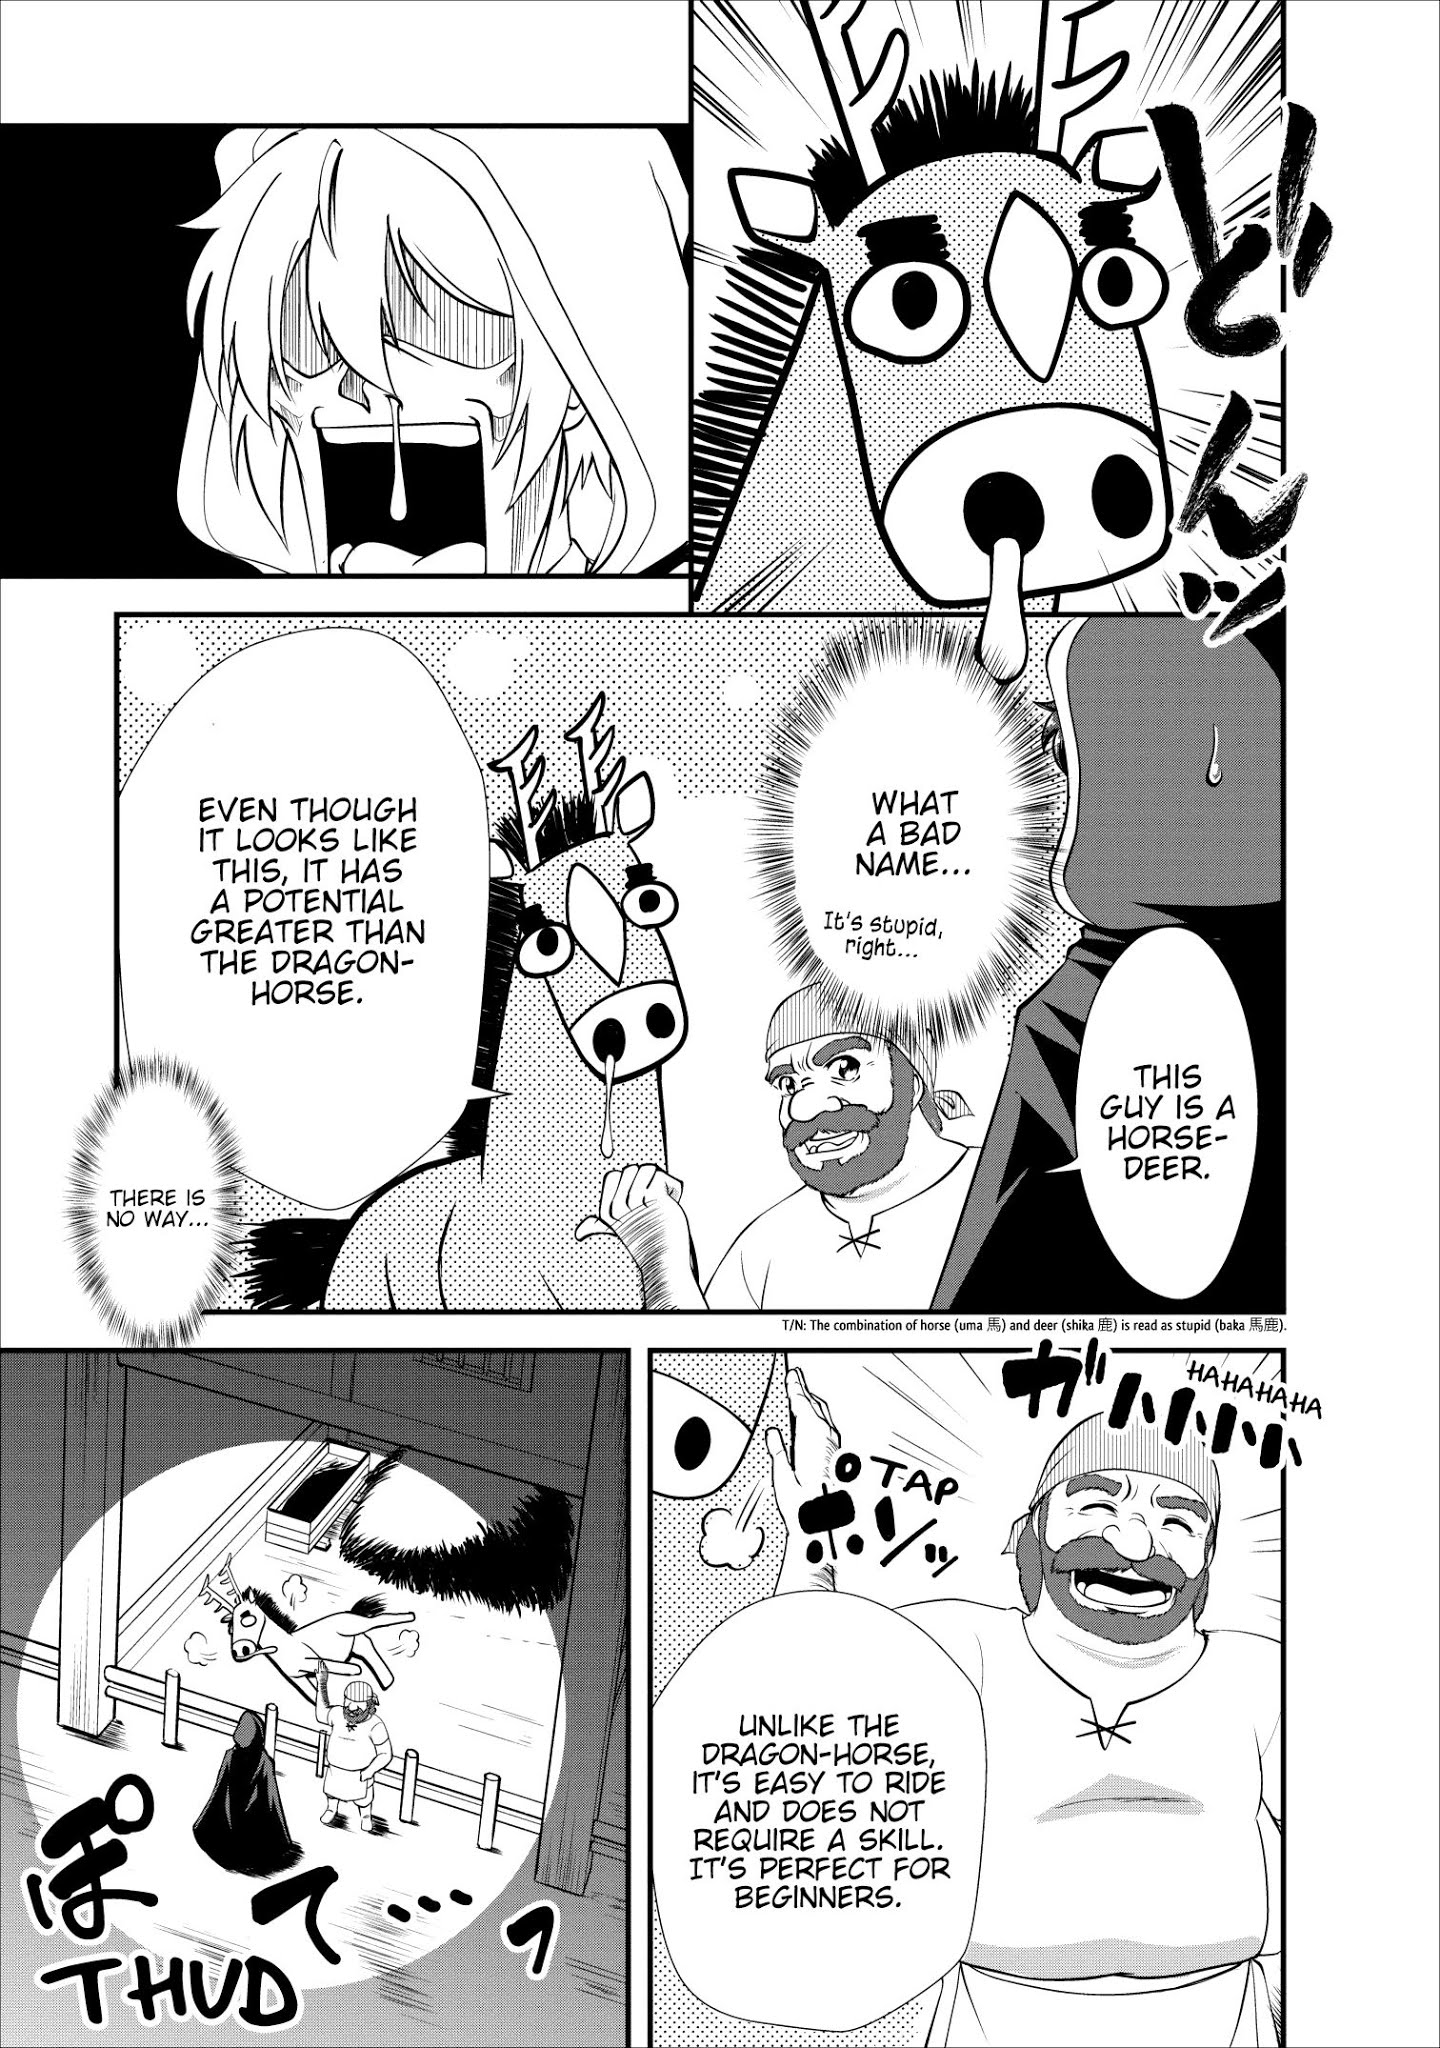 どんッ
THIS
GUY IS A
HORSE-
DEER.
WHAT
A BAD
NAME...
It's stupid,
right...
EVEN THOUGH
IT LOOKS LIKE
THIS, IT HAS
A POTENTIAL
GREATER THAN
THE DRAGON-
HORSE.
THERE IS
NO WAY...
T/N: The combination of horse (uma 馬) and deer (shika 鹿) is read as stupid (baka 馬鹿).
ガハハハハ
HAHAHAHA
TAP
ポンッ
UNLIKE THE
DRAGON-HORSE,
IT'S EASY TO RIDE
AND DOES NOT
REQUIRE A SKILL.
IT'S PERFECT FOR
BEGINNERS.
ぽて…っ
THUD